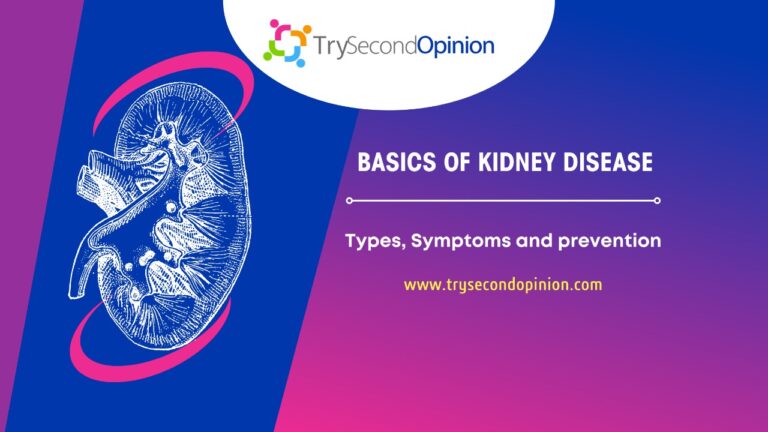 TrySecondOpinion
BASICS OF KIDNEY DISEASE
Types, Symptoms and prevention
www.trysecondopinion.com